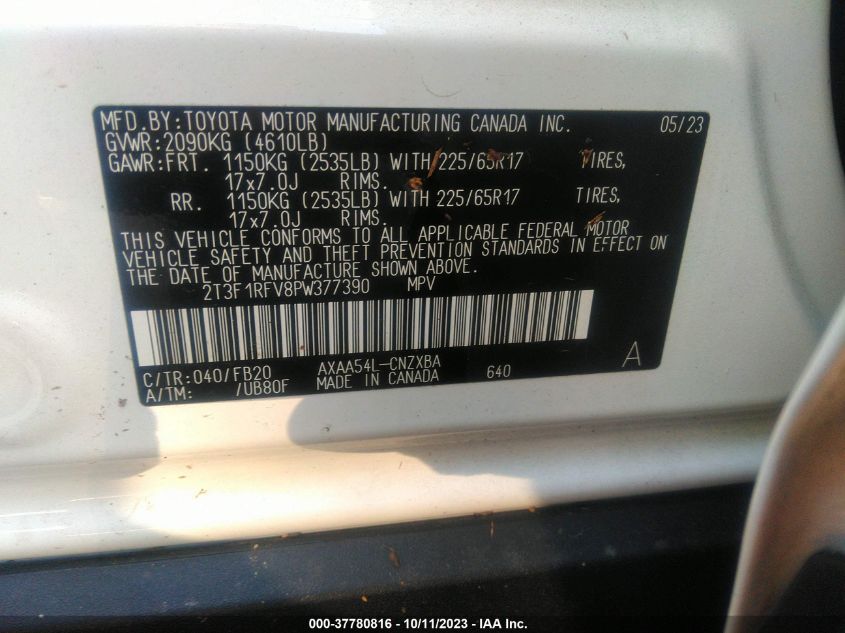 MFD.BY:TOYOTA MOTOR MANUFACTURING CANADA INC. 05/23
GVWR:2090KG (4610LB)
GAWR:FRT. 1150KG (2535LB) WITH 225/65R17 TIRES,
17x7.0J RIMS.
RR. 1150KG (2535LB) WITH 225/65R17 TIRES,
17x7.0J RIMS.
THIS VEHICLE CONFORMS TO ALL APPLICABLE FEDERAL MOTOR
VEHICLE SAFETY AND THEFT PREVENTION STANDARDS IN EFFECT ON
THE DATE OF MANUFACTURE SHOWN ABOVE.
2T3F1RFV8PW377390 MPV
C/TR:040/FB20 AXAA54L-CNZXBA 640 A
A/TM: /UB80F MADE IN CANADA
000-37780816 - 10/11/2023 - IAA Inc.